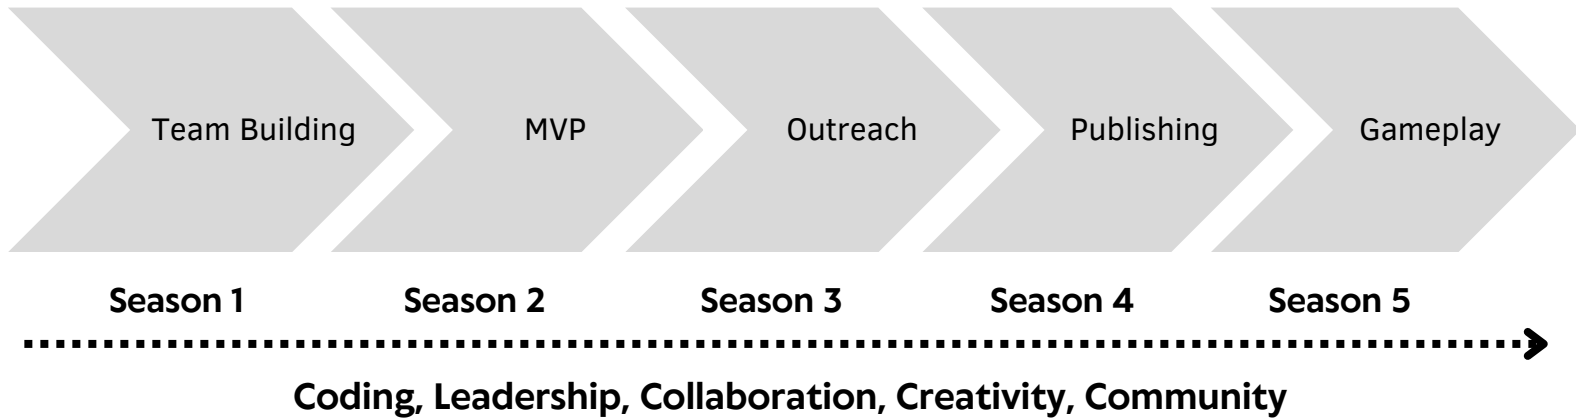 Team Building
MVP
Outreach
Publishing
Gameplay
Season 1
Season 2
Season 3
Season 4
Season 5
Coding, Leadership, Collaboration, Creativity, Community